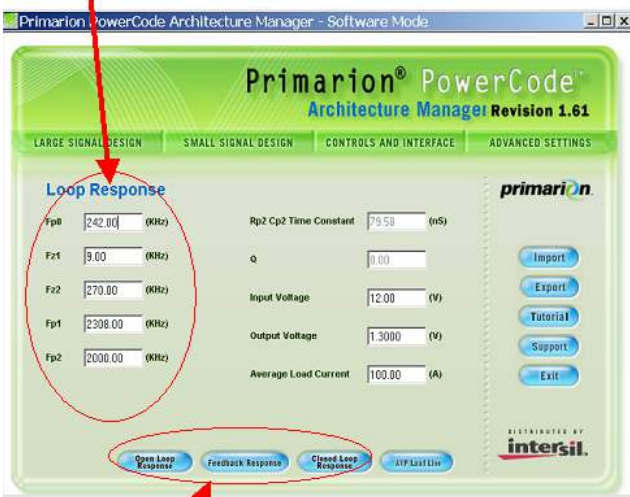 Primarion PowerCode Architecture Manager - Software Mode
Primarion® PowerCode™
Architecture Manager Revision 1.61
LARGE SIGNAL DESIGN SMALL SIGNAL DESIGN CONTROLS AND INTERFACE ADVANCED SETTINGS
Loop Response
primarion
Fp0 242.00 (KHz) Rp2 Cp2 Time Constant 79.58 (nS)
Fz1 9.00 (KHz) Q 0.00
Fz2 270.00 (KHz) Input Voltage 12.00 (V)
Fp1 2308.00 (KHz) Output Voltage 1.3000 (V)
Fp2 2000.00 (KHz) Average Load Current 100.00 (A)
Import
Export
Tutorial
Support
Exit
DISTRIBUTED BY
intersil.
Open Loop Response
Feedback Response
Closed Loop Response
AVP Load Line